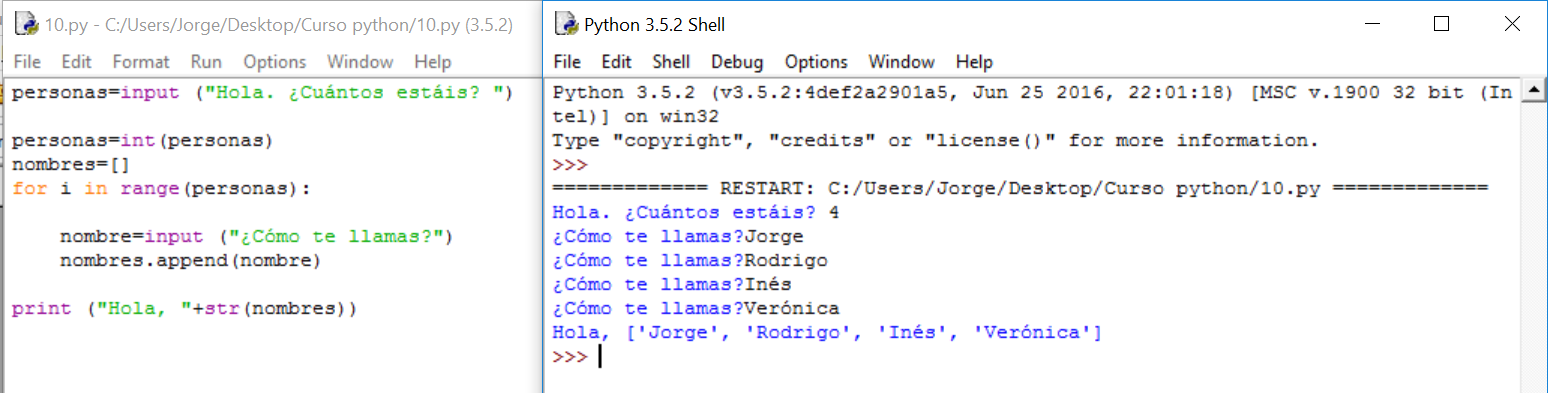 10.py - C:/Users/Jorge/Desktop/Curso python/10.py (3.5.2)
File Edit Format Run Options Window Help
personas=input ("Hola. ¿Cuántos estáis? ")
personas=int(personas)
nombres=[]
for i in range(personas):
    nombre=input ("¿Cómo te llamas?")
    nombres.append(nombre)
print ("Hola, "+str(nombres))
Python 3.5.2 Shell
File Edit Shell Debug Options Window Help
Python 3.5.2 (v3.5.2:4def2a2901a5, Jun 25 2016, 22:01:18) [MSC v.1900 32 bit (In
tel)] on win32
Type "copyright", "credits" or "license()" for more information.
>>>
============= RESTART: C:/Users/Jorge/Desktop/Curso python/10.py =============
Hola. ¿Cuántos estáis? 4
¿Cómo te llamas?Jorge
¿Cómo te llamas?Rodrigo
¿Cómo te llamas?Inés
¿Cómo te llamas?Verónica
Hola, ['Jorge', 'Rodrigo', 'Inés', 'Verónica']
>>>